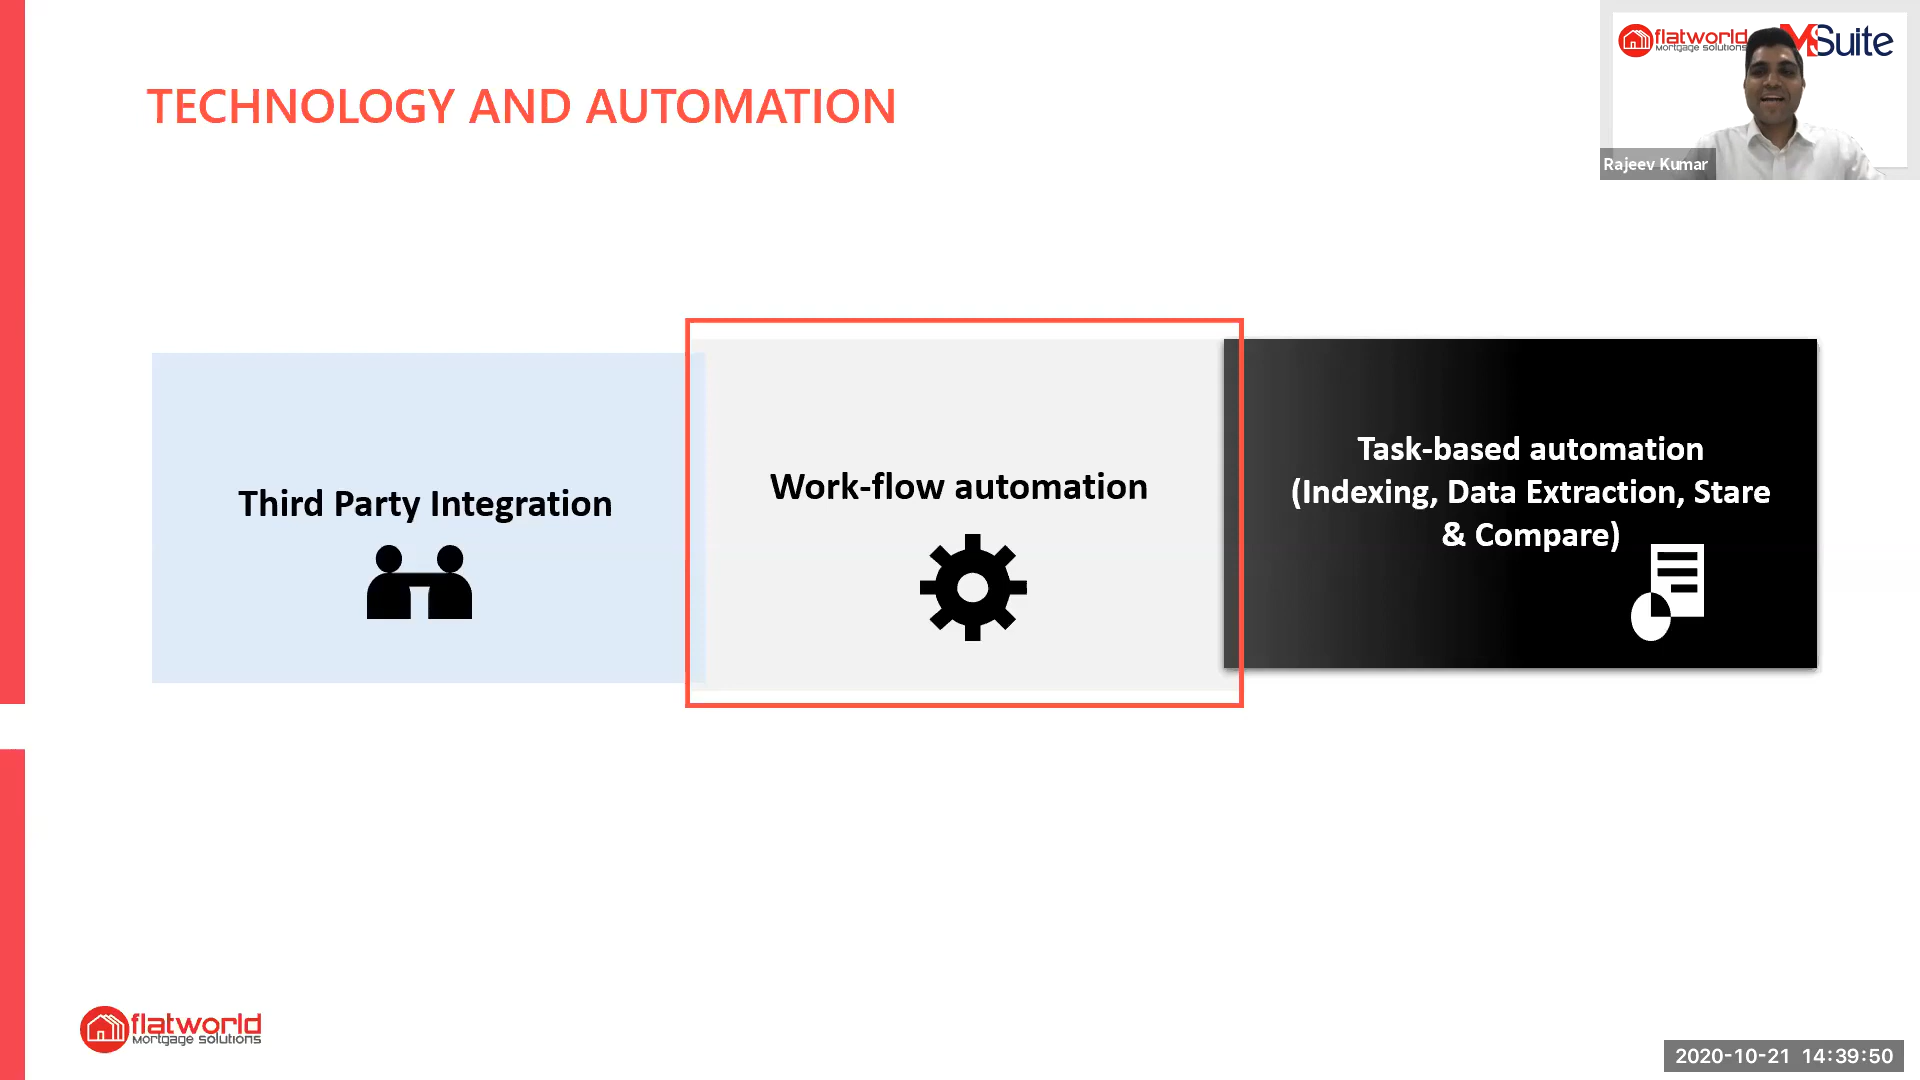 flatworld
Mortgage Solutions
MSuite
Rajeev Kumar
TECHNOLOGY AND AUTOMATION
Third Party Integration
Work-flow automation
Task-based automation
(Indexing, Data Extraction, Stare
& Compare)
flatworld
Mortgage Solutions
2020-10-21 14:39:50